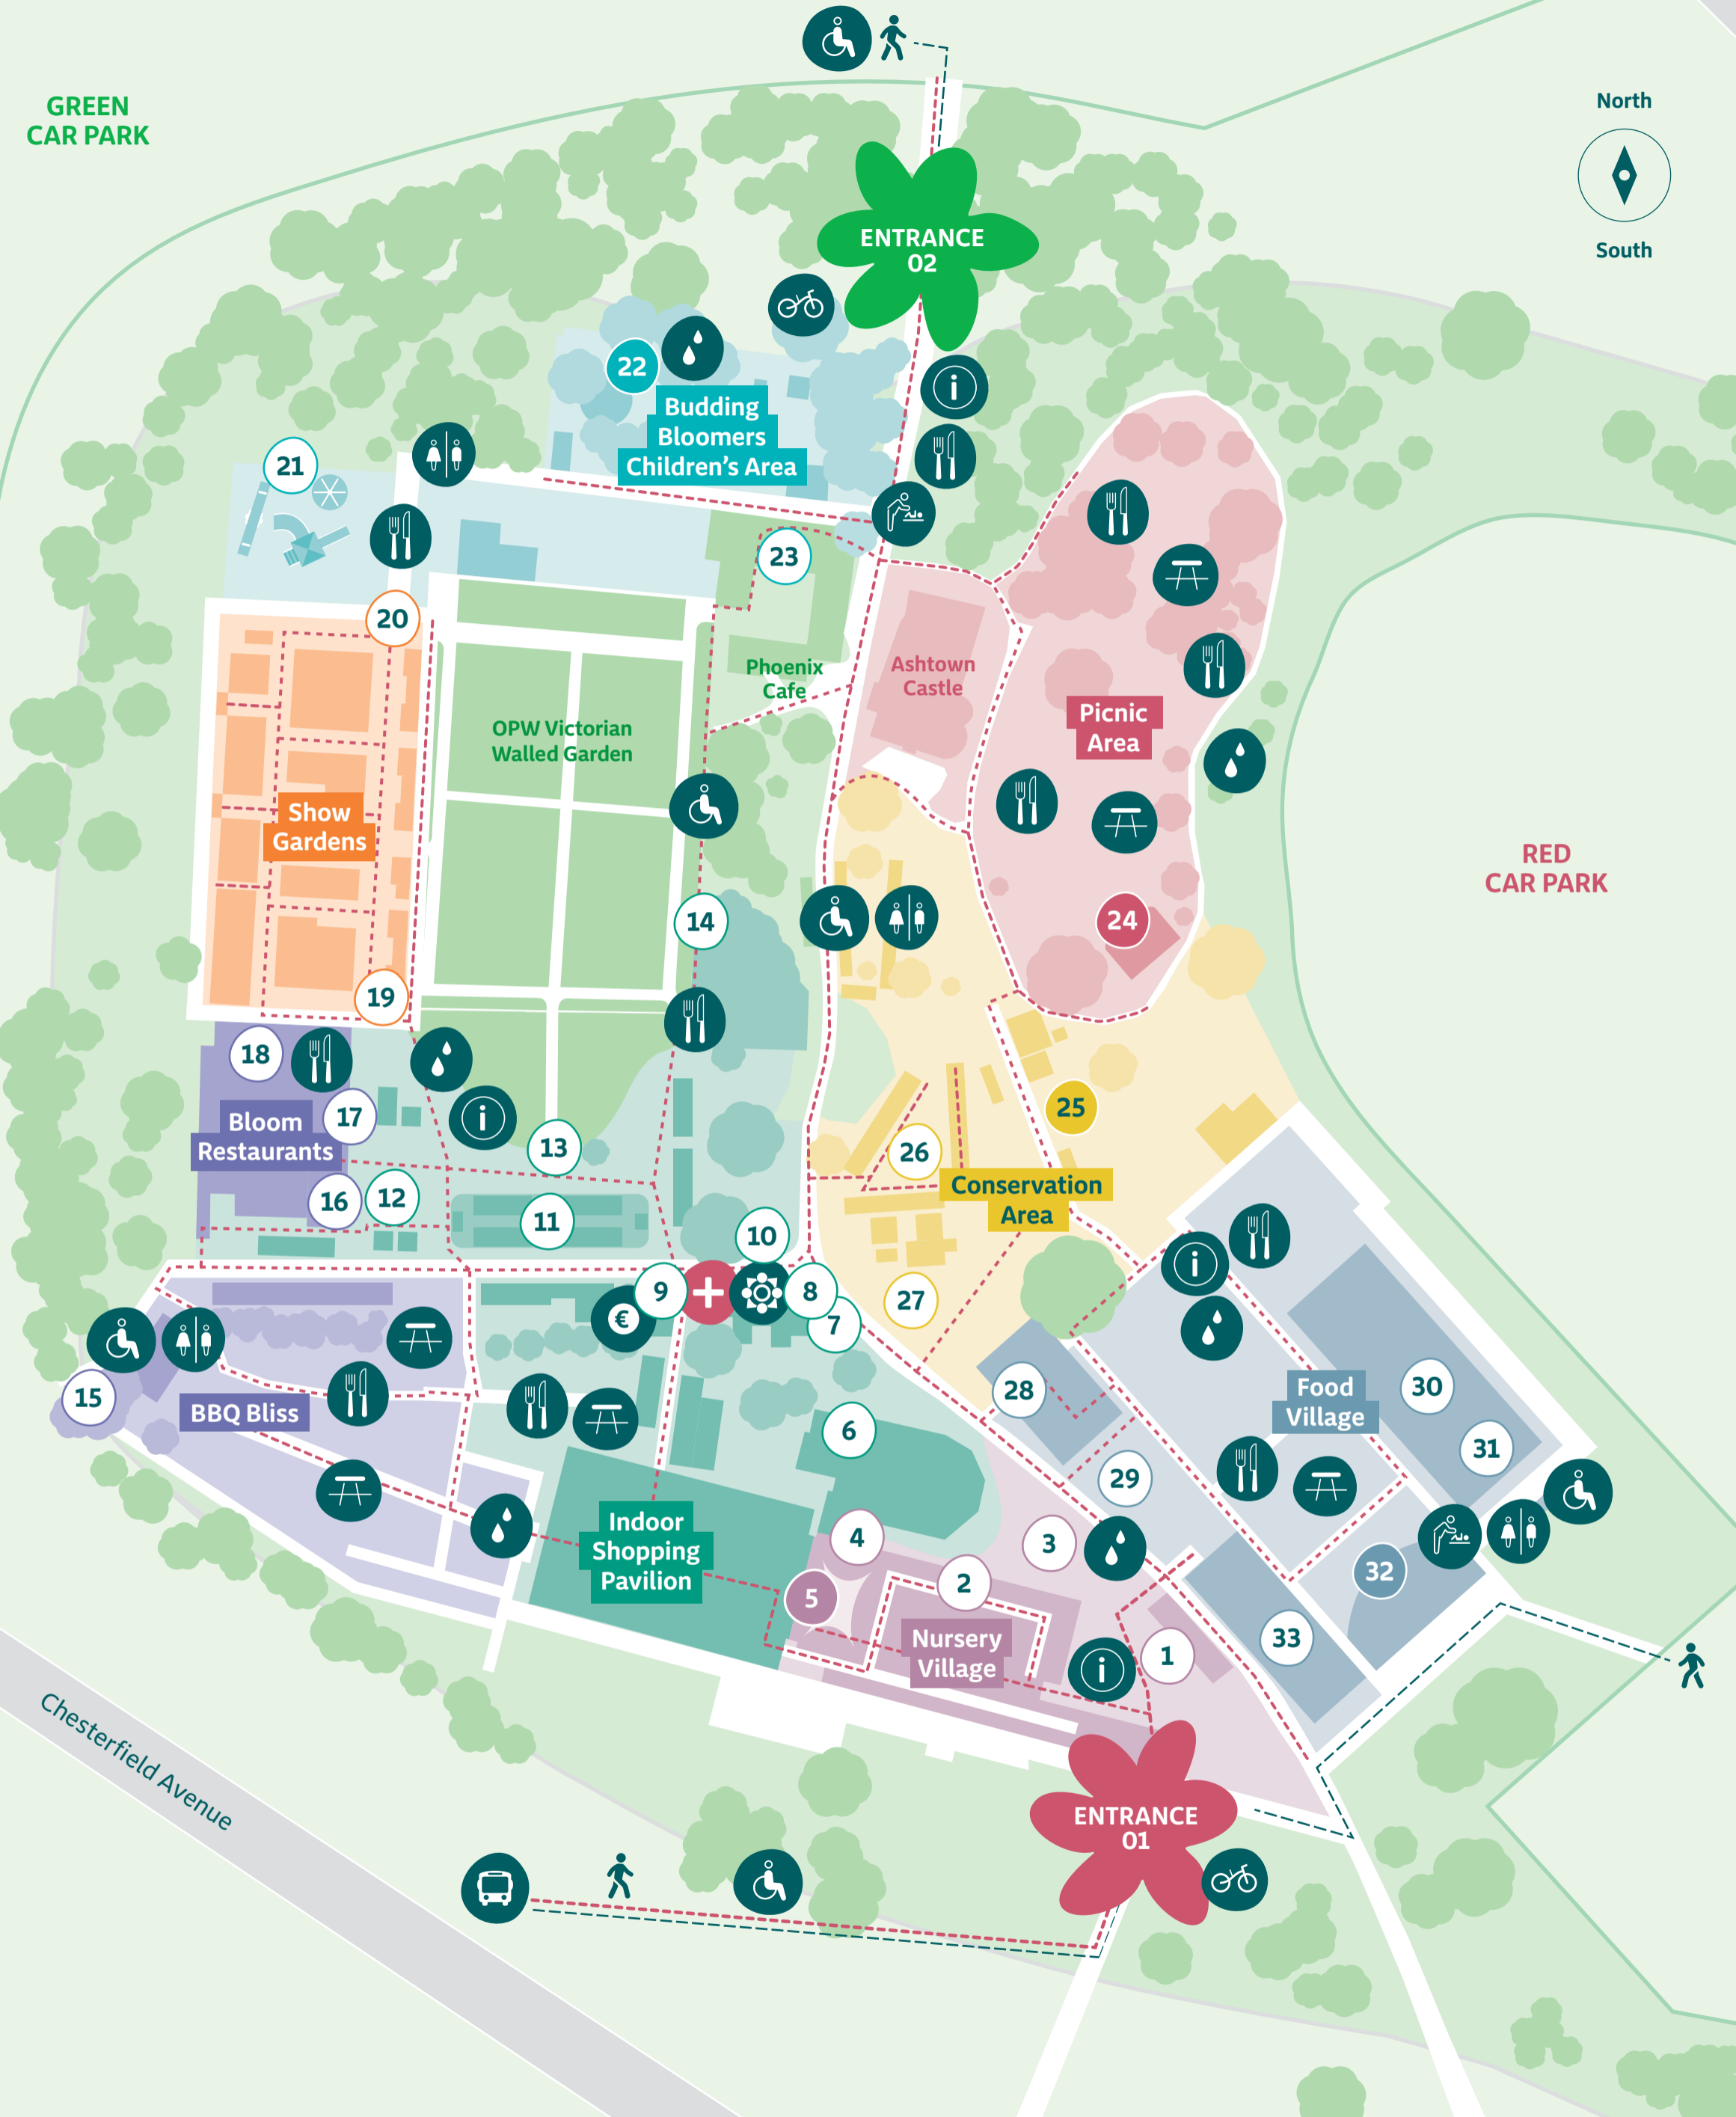 GREEN
CAR PARK
North
South
ENTRANCE
02
22
Budding
Bloomers
Children's Area
21
23
20
Phoenix
Cafe
Ashtown
Castle
OPW Victorian
Walled Garden
Picnic
Area
Show
Gardens
RED
CAR PARK
14
24
19
18
17
Bloom
Restaurants
13
25
26
16
12
11
10
Conservation
Area
9
8
7
27
€
i
i
i
i
15
BBQ Bliss
28
Food
Village
30
31
6
29
Indoor
Shopping
Pavilion
4
3
5
2
32
Nursery
Village
1
33
Chesterfield Avenue
ENTRANCE
01